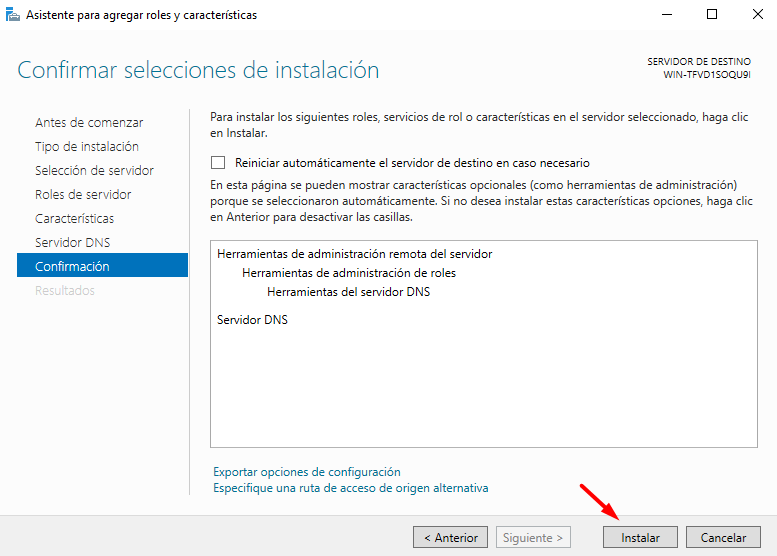 Asistente para agregar roles y características
Confirmar selecciones de instalación
SERVIDOR DE DESTINO
WIN-TFVD1SOQU9I
Antes de comenzar
Tipo de instalación
Selección de servidor
Roles de servidor
Características
Servidor DNS
Confirmación
Resultados
Para instalar los siguientes roles, servicios de rol o características en el servidor seleccionado, haga clic
en Instalar.
Reiniciar automáticamente el servidor de destino en caso necesario
En esta página se pueden mostrar características opcionales (como herramientas de administración)
porque se seleccionaron automáticamente. Si no desea instalar estas características opciones, haga clic
en Anterior para desactivar las casillas.
Herramientas de administración remota del servidor
Herramientas de administración de roles
Herramientas del servidor DNS
Servidor DNS
Exportar opciones de configuración
Especifique una ruta de acceso de origen alternativa
< Anterior
Siguiente >
Instalar
Cancelar